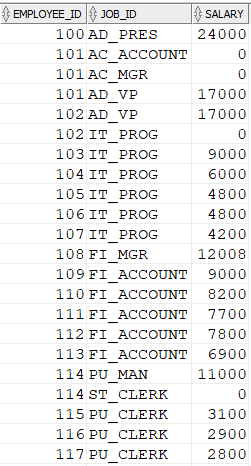 EMPLOYEE_ID JOB_ID SALARY
100 AD_PRES 24000
101 AC_ACCOUNT 0
101 AC_MGR 0
101 AD_VP 17000
102 AD_VP 17000
102 IT_PROG 0
103 IT_PROG 9000
104 IT_PROG 6000
105 IT_PROG 4800
106 IT_PROG 4800
107 IT_PROG 4200
108 FI_MGR 12008
109 FI_ACCOUNT 9000
110 FI_ACCOUNT 8200
111 FI_ACCOUNT 7700
112 FI_ACCOUNT 7800
113 FI_ACCOUNT 6900
114 PU_MAN 11000
114 ST_CLERK 0
115 PU_CLERK 3100
116 PU_CLERK 2900
117 PU_CLERK 2800